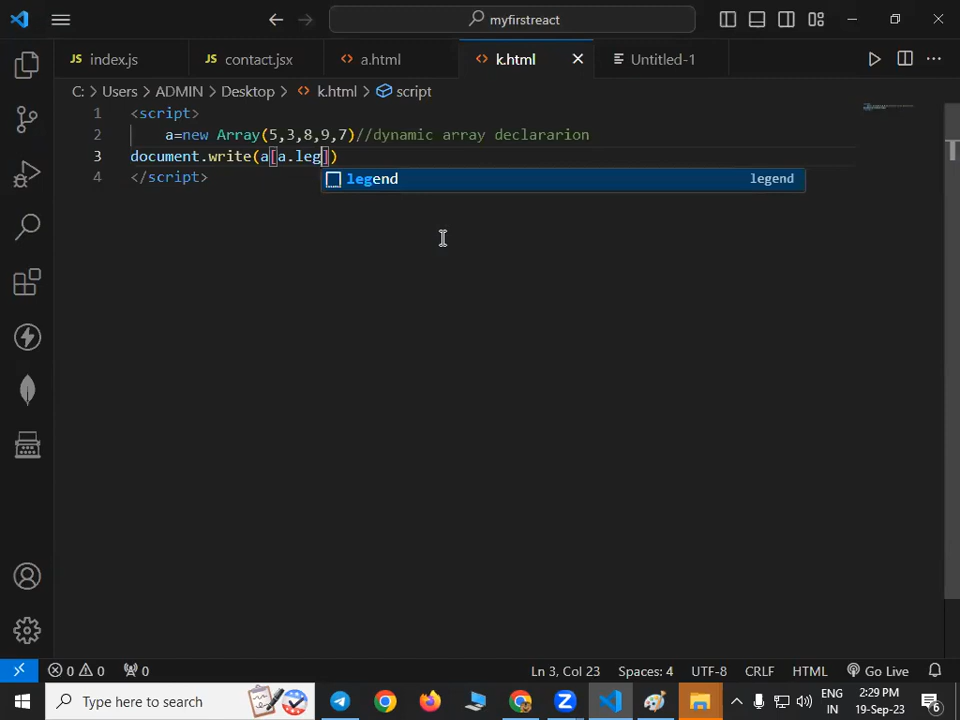 myfirstreact
JS index.js
JS contact.jsx
<> a.html
<> k.html
Untitled-1
C: > Users > ADMIN > Desktop > <> k.html > script
1 <script>
2 a=new Array(5,3,8,9,7)//dynamic array declararion
3 document.write(a[a.leg])
legend legend
4 </script>
0 0 0
Ln 3, Col 23 Spaces: 4 UTF-8 CRLF HTML Go Live
Type here to search
ENG
IN
2:29 PM
19-Sep-23
6